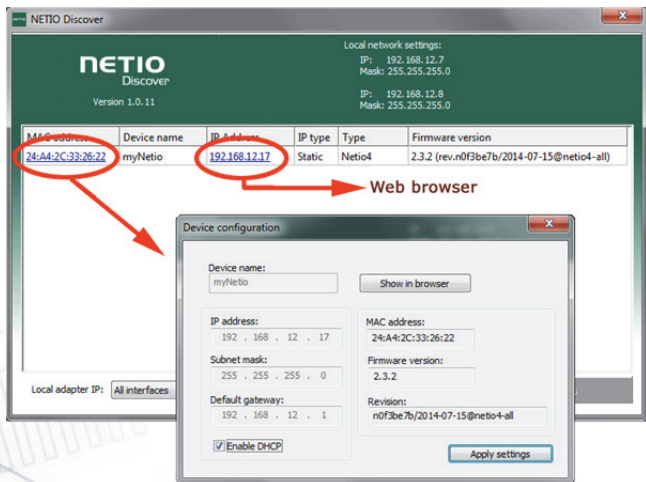 NETIO Discover
NETIO
Discover
Version 1.0.11
Local network settings:
IP: 192.168.12.7
Mask: 255.255.255.0
IP: 192.168.12.8
Mask: 255.255.255.0
MAC address Device name IP Address IP type Type Firmware version
24:A4:2C:33:26:22 myNetio 192.168.12.17 Static Netio4 2.3.2 (rev.n0f3be7b/2014-07-15@netio4-all)
Web browser
Device configuration
Device name:
myNetio Show in browser
IP address:
192 . 168 . 12 . 17
Subnet mask:
255 . 255 . 255 . 0
Default gateway:
192 . 168 . 12 . 1
Enable DHCP
MAC address:
24:A4:2C:33:26:22
Firmware version:
2.3.2
Revision:
n0f3be7b/2014-07-15@netio4-all
Apply settings
Local adapter IP: All interfaces